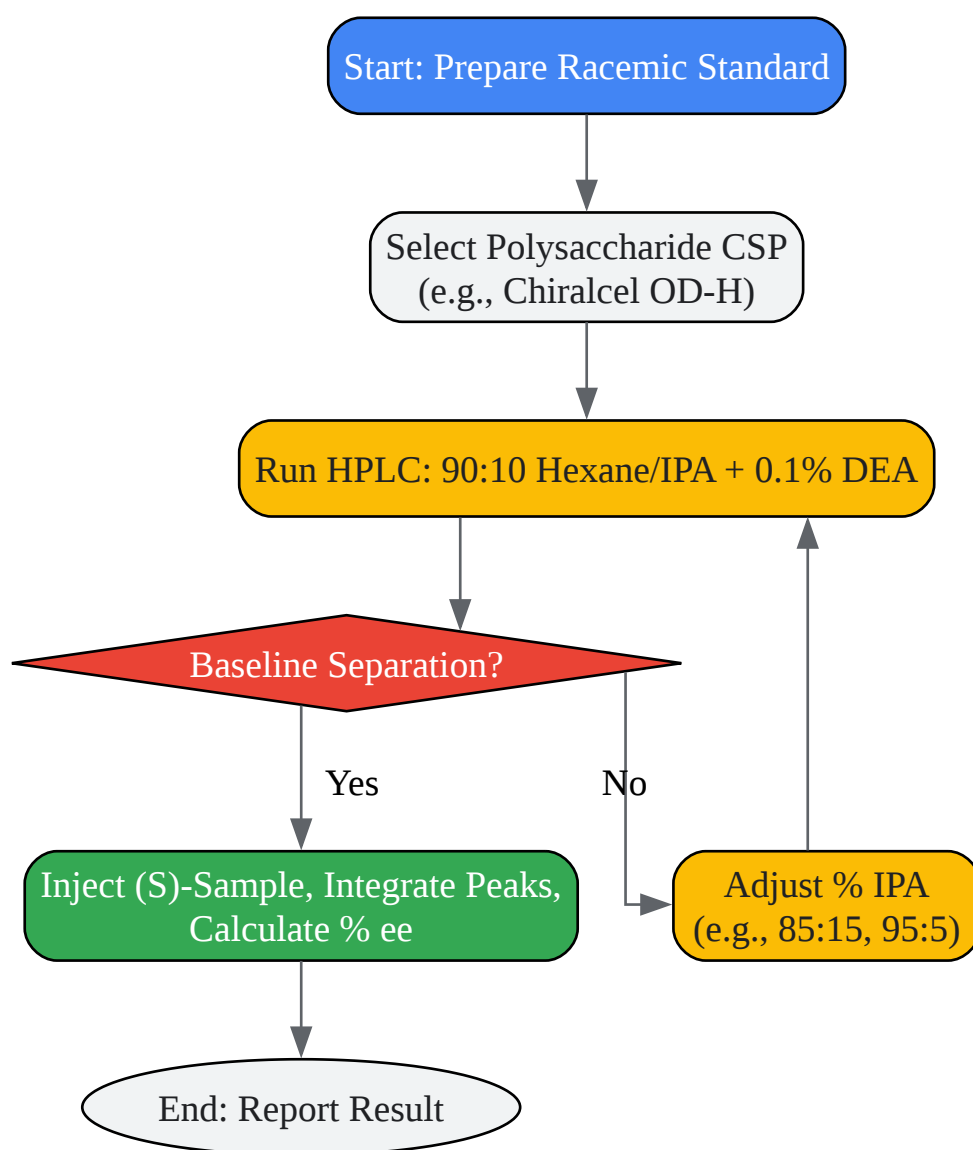 Start: Prepare Racemic Standard
Select Polysaccharide CSP
(e.g., Chiralcel OD-H)
Run HPLC: 90:10 Hexane/IPA + 0.1% DEA
Baseline Separation?
Yes
No
Inject (S)-Sample, Integrate Peaks,
Calculate % ee
Adjust % IPA
(e.g., 85:15, 95:5)
End: Report Result